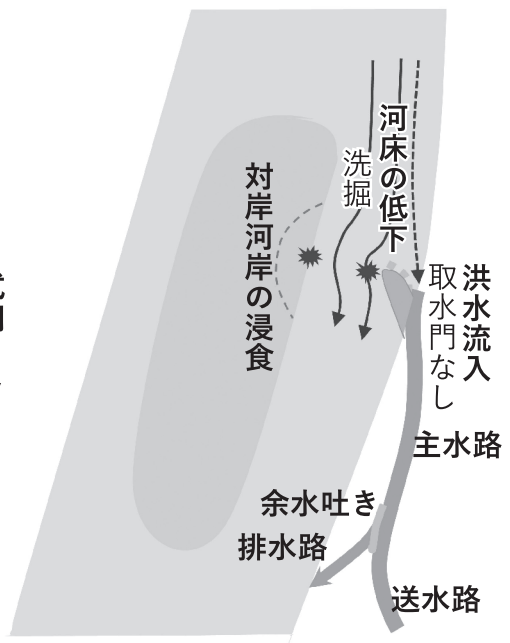 河床の低下
洗掘
対岸河岸の浸食
洪水流入
取水門なし
主水路
余水吐き
排水路
送水路